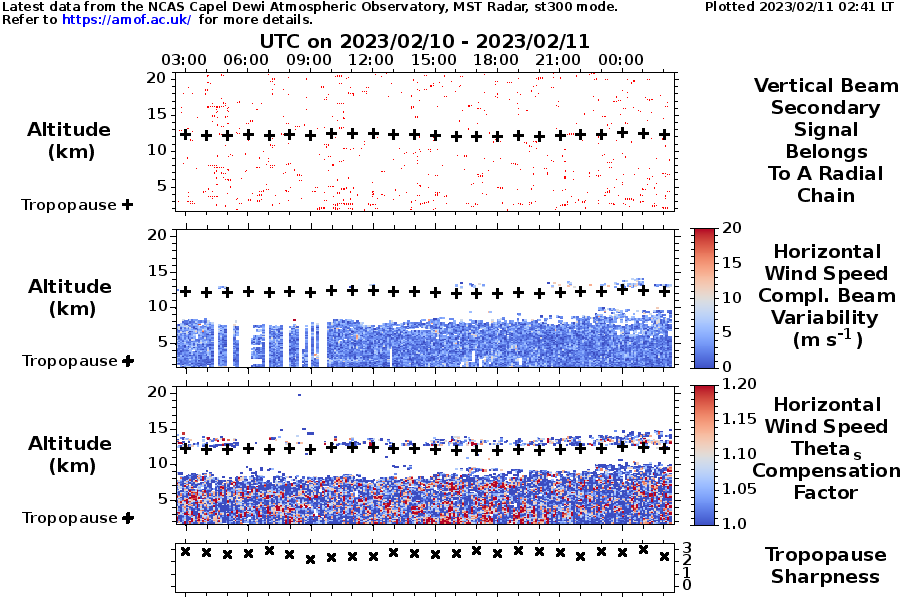 Latest data from the NCAS Capel Dewi Atmospheric Observatory, MST Radar, st300 mode.
Plotted 2023/02/11 02:41 LT
Refer to https://amof.ac.uk/ for more details.
UTC on 2023/02/10 - 2023/02/11
03:00 06:00 09:00 12:00 15:00 18:00 21:00 00:00
20
15
10
5
Altitude
(km)
Tropopause
Vertical Beam
Secondary
Signal
Belongs
To A Radial
Chain
20
15
10
5
Altitude
(km)
Tropopause
20
15
10
5
0
Horizontal
Wind Speed
Compl. Beam
Variability
(m s-1)
20
15
10
5
Altitude
(km)
Tropopause
1.20
1.15
1.10
1.05
1.0
Horizontal
Wind Speed
Theta s
Compensation
Factor
3
2
1
0
Tropopause
Sharpness